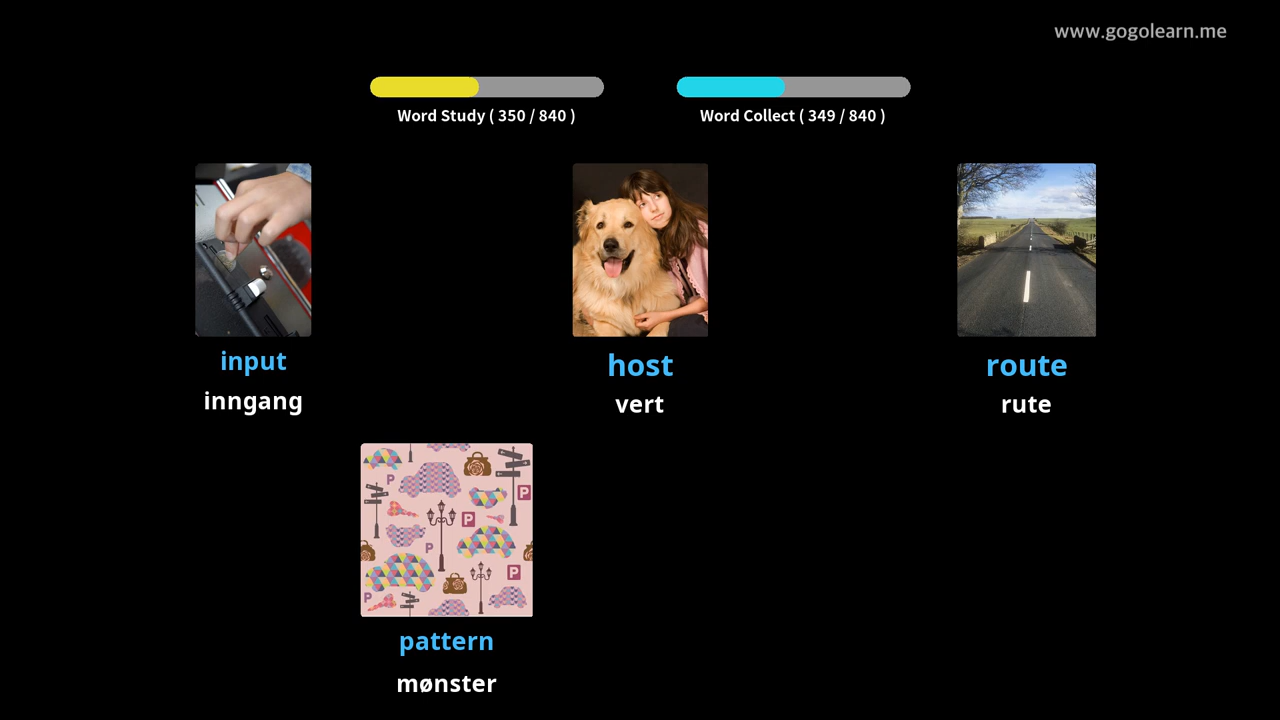 www.gogolearn.me
Word Study ( 350 / 840 )
Word Collect ( 349 / 840 )
input
inngang
host
vert
route
rute
P
P
P
P
P
P
pattern
mønster